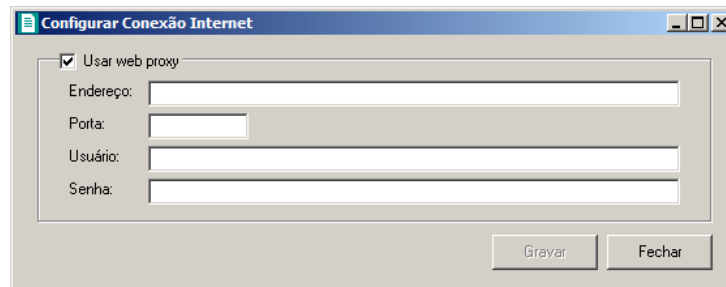 Configurar Conexão Internet
Usar web proxy
Endereço:
Porta:
Usuário:
Senha:
Gravar Fechar